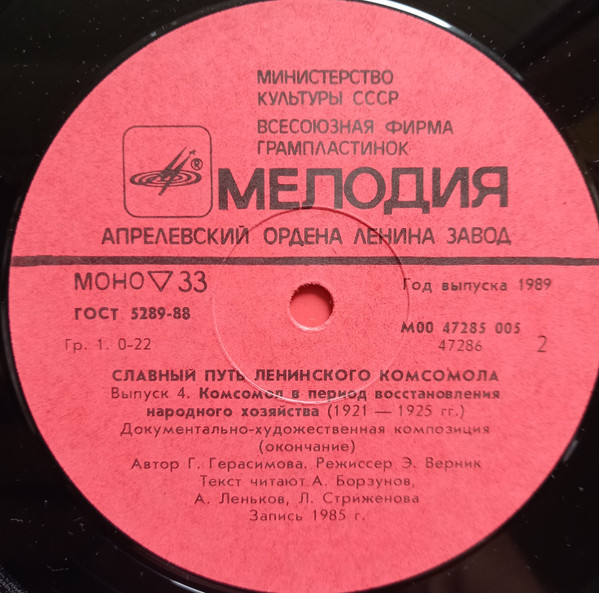 МИНИСТЕРСТВО
КУЛЬТУРЫ СССР
ВСЕСОЮЗНАЯ ФИРМА
ГРАМПЛАСТИНОК
®
МЕЛОДИЯ
АПРЕЛЕВСКИЙ ОРДЕНА ЛЕНИНА ЗАВОД
МОНО ▽ 33
Год выпуска 1989
ГОСТ 5289-88
М00 47285 005
Гр. 1. 0-22
47286 2
СЛАВНЫЙ ПУТЬ ЛЕНИНСКОГО КОМСОМОЛА
Выпуск 4. Комсомол в период восстановления
народного хозяйства (1921 — 1925 гг.)
Документально-художественная композиция
(окончание)
Автор Г. Герасимова. Режиссер Э. Верник
Текст читают А. Борзунов,
А. Леньков, Л. Стриженова
Запись 1985 г.